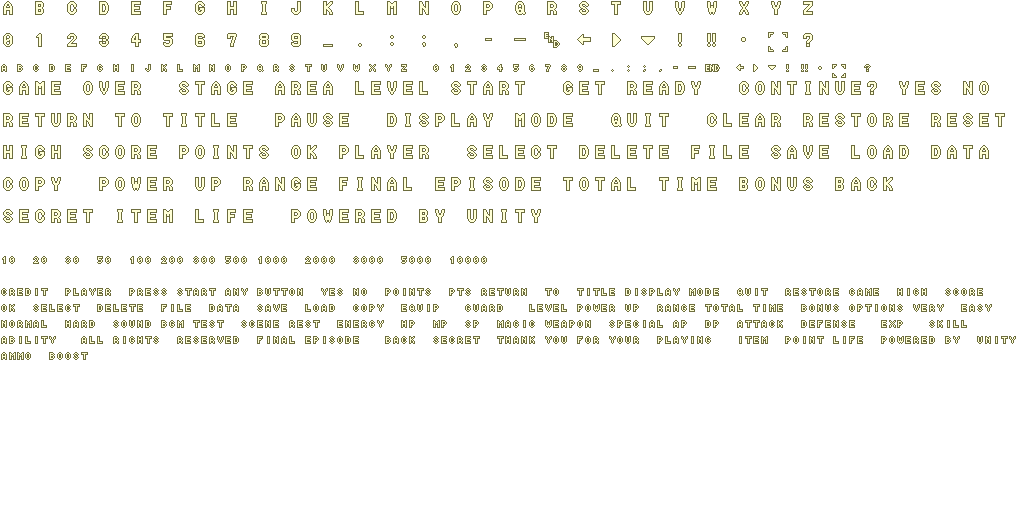 A B C D E F G H I J K L M N O P Q R S T U V W X Y Z
0 1 2 3 4 5 6 7 8 9 _ . : ; , - — END ← ▷ ▽ ! !! ° ?
A B C D E F G H I J K L M N O P Q R S T U V W X Y Z 0 1 2 3 4 5 6 7 8 9 _ . : ; , - — END ← ▷ ▽ ! !! ° ?
GAME OVER STAGE AREA LEVEL START GET READY CONTINUE? YES NO
RETURN TO TITLE PAUSE DISPLAY MODE QUIT CLEAR RESTORE RESET
HIGH SCORE POINTS OK PLAYER SELECT DELETE FILE SAVE LOAD DATA
COPY POWER UP RANGE FINAL EPISODE TOTAL TIME BONUS BACK
SECRET ITEM LIFE POWERED BY UNITY
10 20 30 50 100 200 300 500 1000 2000 3000 5000 10000
CREDIT PLAYER PRESS START ANY BUTTON YES NO POINTS PTS RETURN TO TITLE DISPLAY MODE QUIT RESTORE GAME HIGH SCORE
OK SELECT DELETE FILE DATA SAVE LOAD COPY EQUIP GUARD LEVEL POWER UP RANGE TOTAL TIME BONUS OPTIONS VERY EASY
NORMAL HARD SOUND BGM TEST SCENE REST ENERGY HP MP SP MAGIC WEAPON SPECIAL AP DP ATTACK DEFENSE EXP SKILL
ABILITY ALL RIGHTS RESERVED FINAL EPISODE BACK SECRET THANK YOU FOR YOUR PLAYING ITEM POINT LIFE POWERED BY UNITY
AMMO BOOST